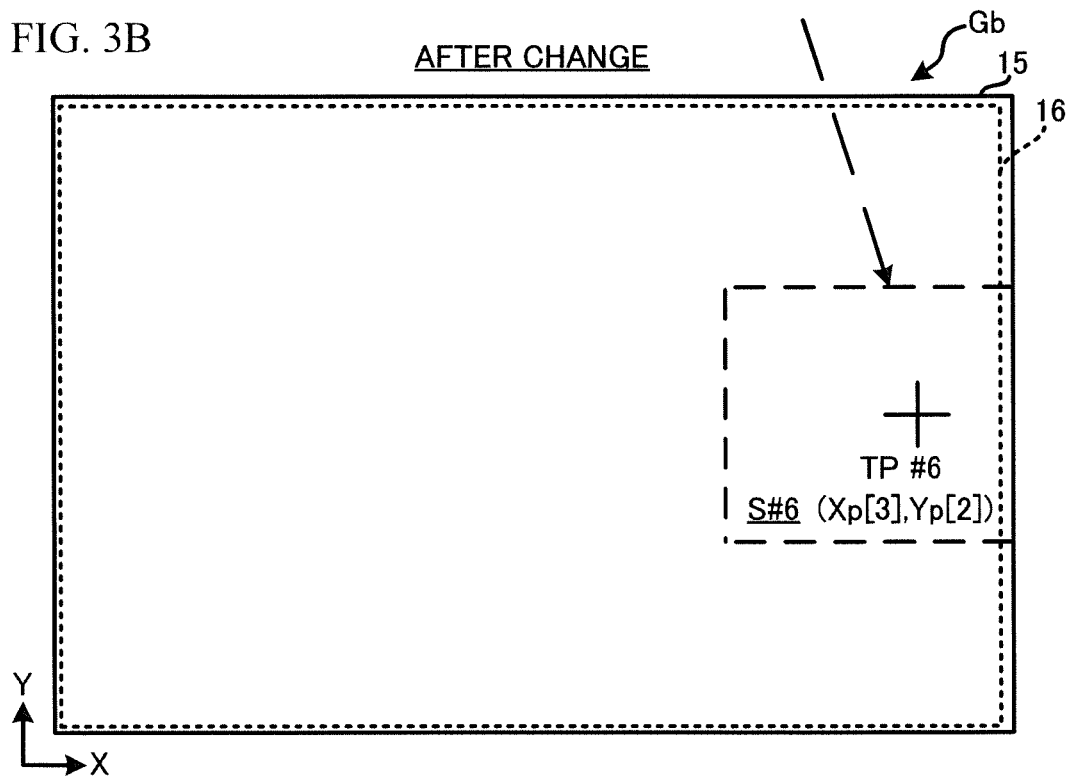 FIG. 3B
AFTER CHANGE
Gb
15
16
TP #6
S#6 (Xp[3],Yp[2])
Y
X